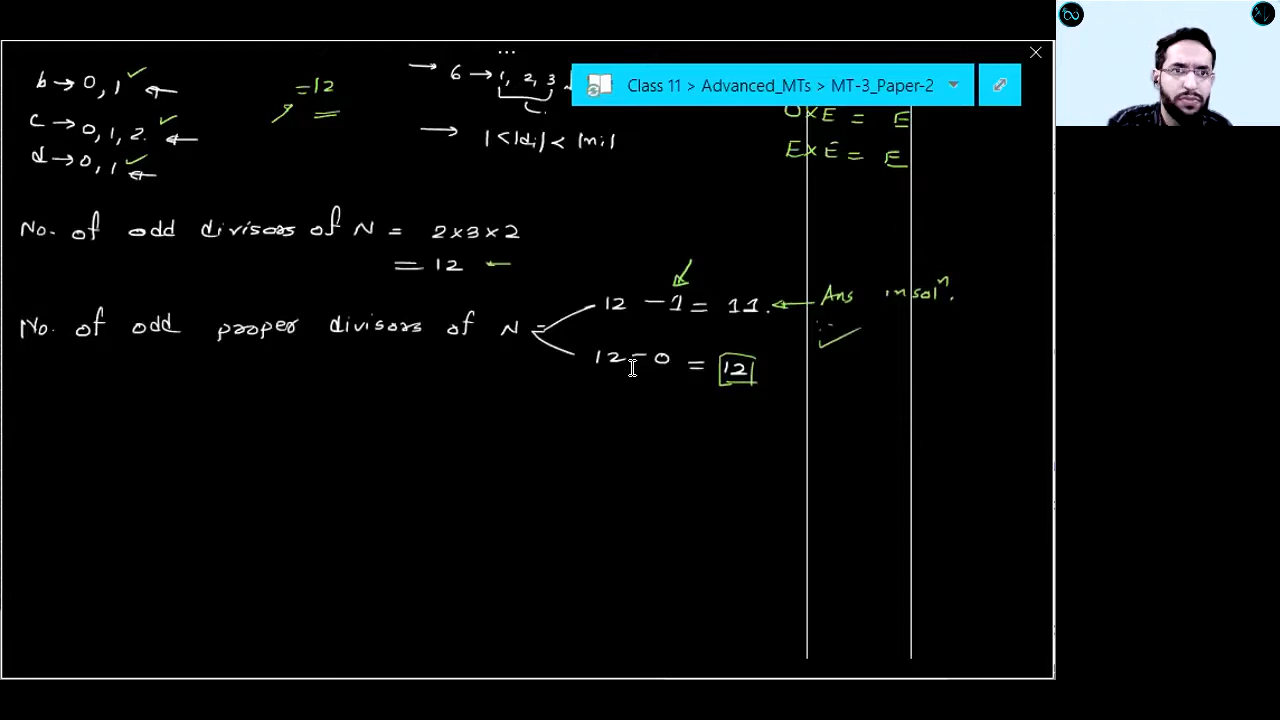 ...
b → 0, 1 ✓ ←
= 12
→ 6 → 1, 2, 3
Class 11 > Advanced_MTs > MT-3_Paper-2
c → 0, 1, 2. ✓ ←
O×E = E
d → 0, 1 ✓ ←
→ 1 < |di| < |ni|
E×E = E
No. of odd divisors of N = 2×3×2
= 12 ←
No. of odd proper divisors of N =
12 - 1 = 11. ← Ans in solⁿ.
12 - 0 = 12